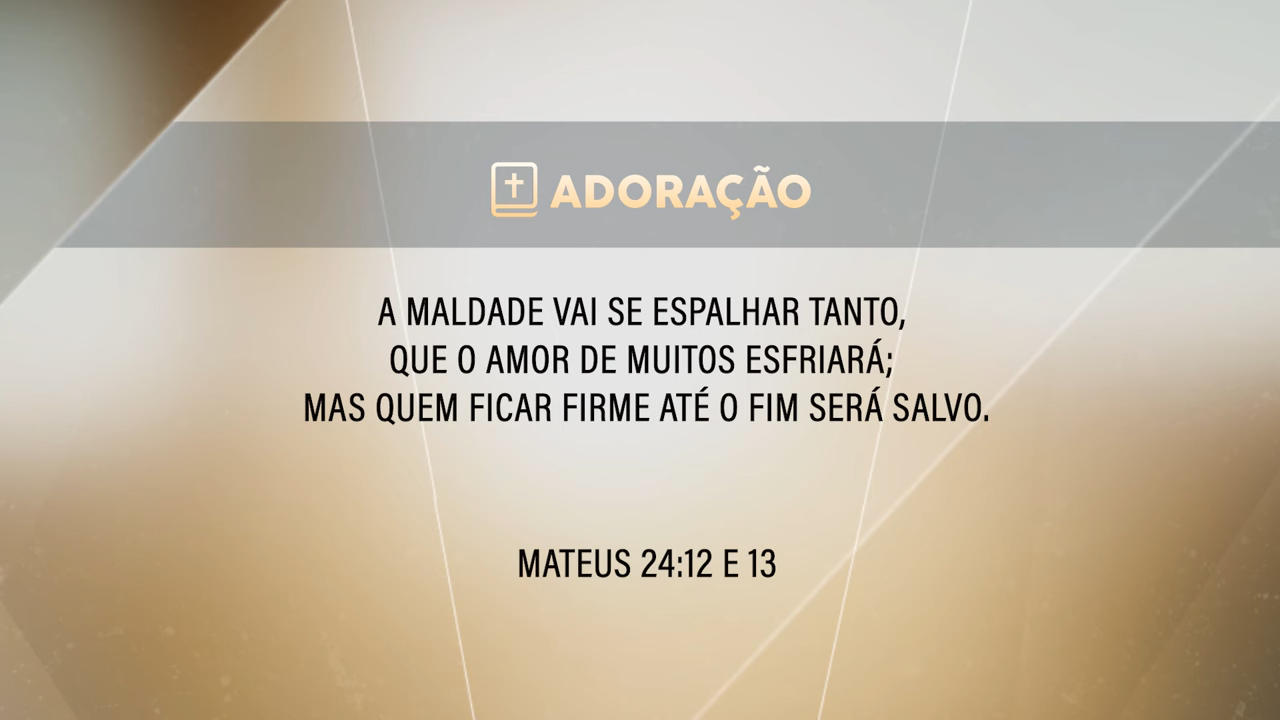 ADORAÇÃO
A MALDADE VAI SE ESPALHAR TANTO,
QUE O AMOR DE MUITOS ESFRIARÁ;
MAS QUEM FICAR FIRME ATÉ O FIM SERÁ SALVO.
MATEUS 24:12 E 13